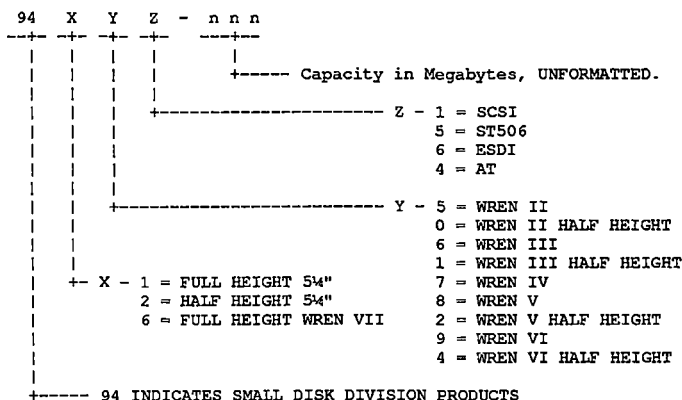 94 X Y Z - n n n
Capacity in Megabytes, UNFORMATTED.
Z - 1 = SCSI
5 = ST506
6 = ESDI
4 = AT
Y - 5 = WREN II
0 = WREN II HALF HEIGHT
6 = WREN III
1 = WREN III HALF HEIGHT
7 = WREN IV
8 = WREN V
2 = WREN V HALF HEIGHT
9 = WREN VI
4 = WREN VI HALF HEIGHT
X - 1 = FULL HEIGHT 5¼"
2 = HALF HEIGHT 5¼"
6 = FULL HEIGHT WREN VII
94 INDICATES SMALL DISK DIVISION PRODUCTS